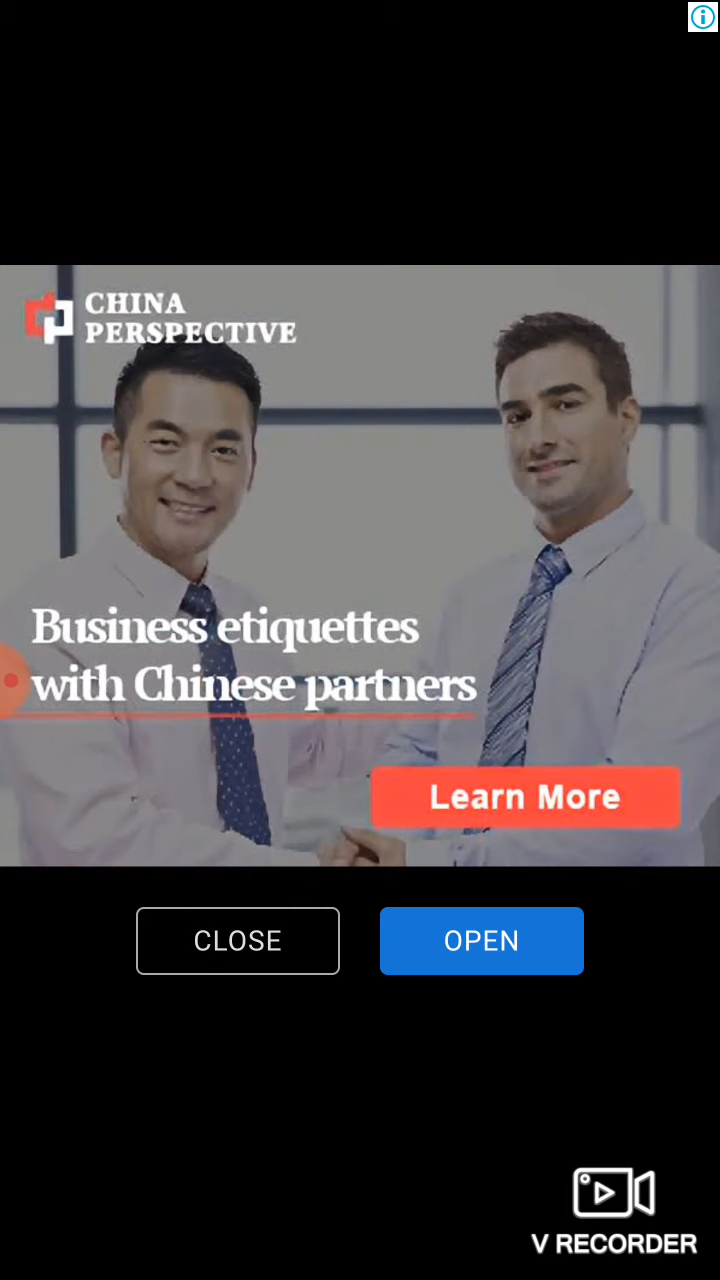 CHINA
PERSPECTIVE
Business etiquettes
with Chinese partners
Learn More
CLOSE
OPEN
V RECORDER